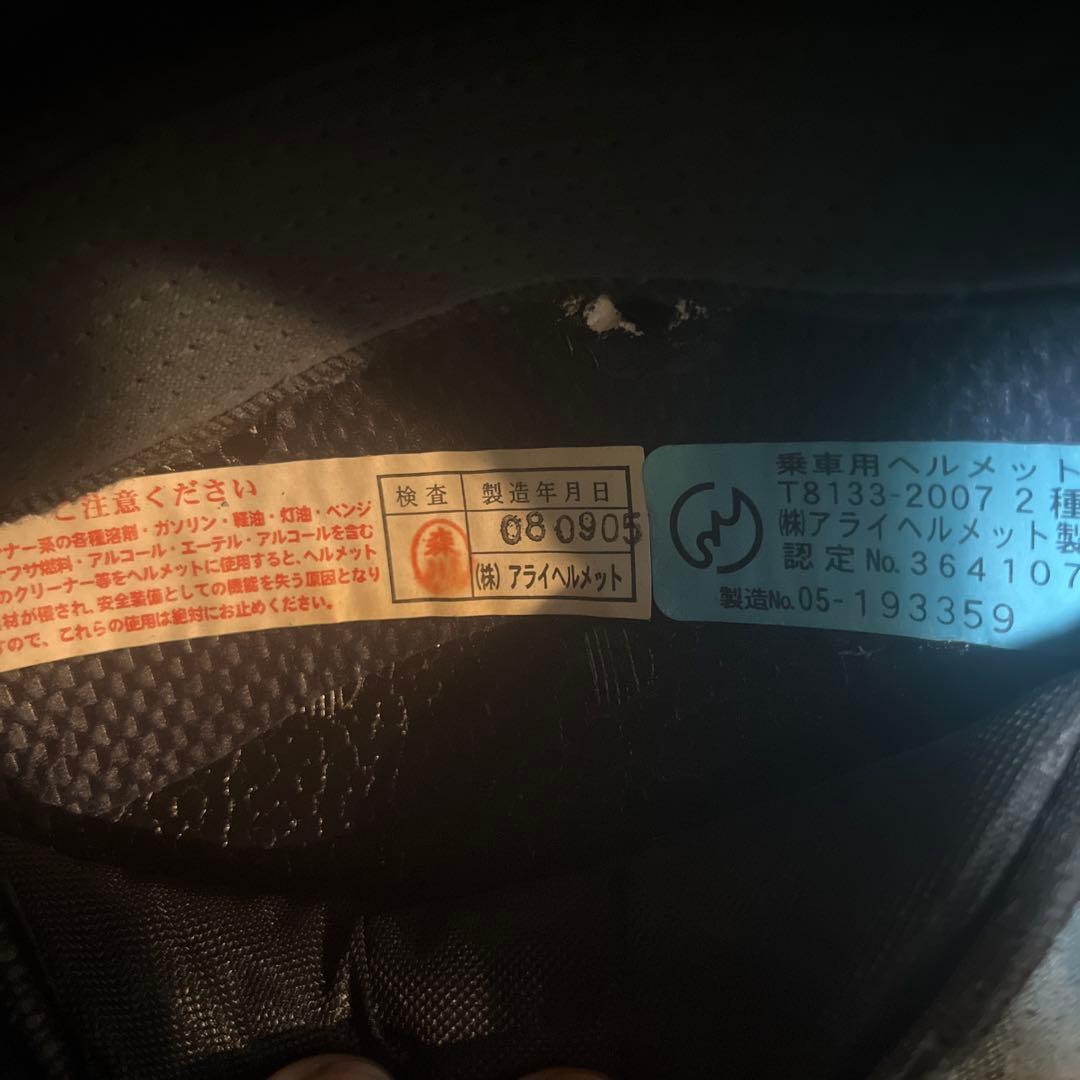 ご注意ください
ンナー系の各種溶剤・ガソリン・軽油・灯油・ベンジ
フサ燃料・アルコール・エーテル・アルコールを含む
のクリーナー等をヘルメットに使用すると、ヘルメット
材が侵され、安全装備としての機能を失う原因となり
すので、これらの使用は絶対にお止めください。
検査 製造年月日
森川 080905
(株) アライヘルメット
乗車用ヘルメット
T8133-2007 2種
㈱アライヘルメット製
認定 No. 364107
製造No. 05-193359